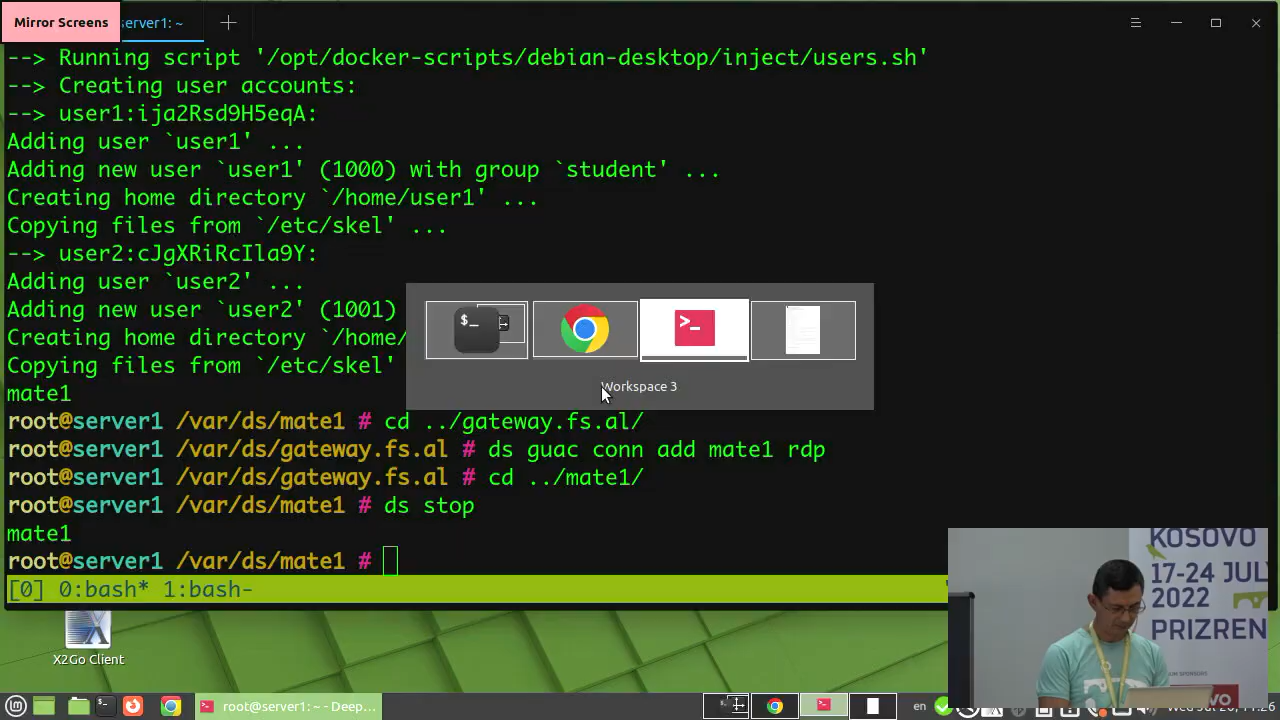 Mirror Screens
server1: ~
--> Running script '/opt/docker-scripts/debian-desktop/inject/users.sh'
--> Creating user accounts:
--> user1:ija2Rsd9H5eqA:
Adding user `user1' ...
Adding new user `user1' (1000) with group `student' ...
Creating home directory `/home/user1' ...
Copying files from `/etc/skel' ...
--> user2:cJgXRiRcIla9Y:
Adding user `user2' ...
Adding new user `user2' (1001)
Creating home directory `/home/
Copying files from `/etc/skel'
mate1
root@server1 /var/ds/mate1 # cd ../gateway.fs.al/
root@server1 /var/ds/gateway.fs.al # ds guac conn add mate1 rdp
root@server1 /var/ds/gateway.fs.al # cd ../mate1/
root@server1 /var/ds/mate1 # ds stop
mate1
root@server1 /var/ds/mate1 #
[0] 0:bash* 1:bash-
$_
>_
Workspace 3
KOSOVO
17-24 JUL
2022
PRIZREN
X2Go Client
root@server1: ~ - Deep...
en